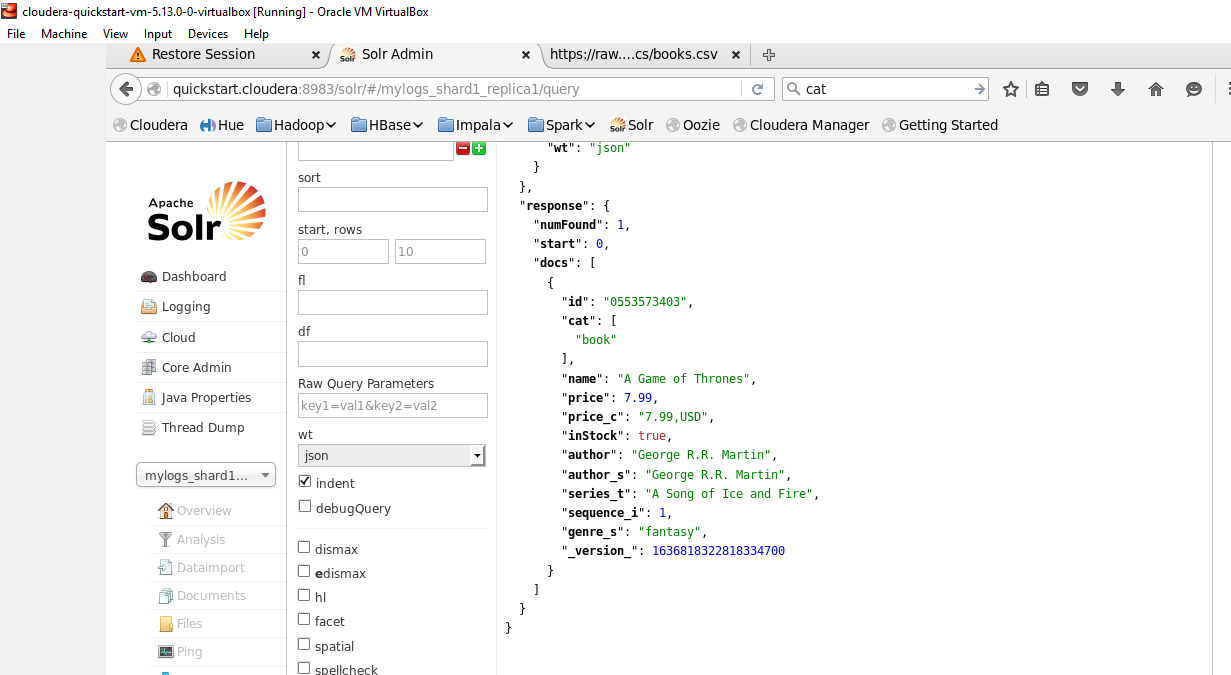 cloudera-quickstart-vm-5.13.0-0-virtualbox [Running] - Oracle VM VirtualBox
File Machine View Input Devices Help
Restore Session × Solr Admin × https://raw....cs/books.csv ×
quickstart.cloudera:8983/solr/#/mylogs_shard1_replica1/query
cat
Cloudera Hue Hadoop HBase Impala Spark Solr Oozie Cloudera Manager Getting Started
Apache
Solr
Dashboard
Logging
Cloud
Core Admin
Java Properties
Thread Dump
mylogs_shard1...
Overview
Analysis
Dataimport
Documents
Files
Ping
sort
start, rows
0 10
fl
df
Raw Query Parameters
key1=val1&key2=val2
wt
json
indent
debugQuery
dismax
edismax
hl
facet
spatial
spellcheck
"wt": "json"
}
},
"response": {
"numFound": 1,
"start": 0,
"docs": [
{
"id": "0553573403",
"cat": [
"book"
],
"name": "A Game of Thrones",
"price": 7.99,
"price_c": "7.99,USD",
"inStock": true,
"author": "George R.R. Martin",
"author_s": "George R.R. Martin",
"series_t": "A Song of Ice and Fire",
"sequence_i": 1,
"genre_s": "fantasy",
"_version_": 1636818322818334700
}
]
}
}